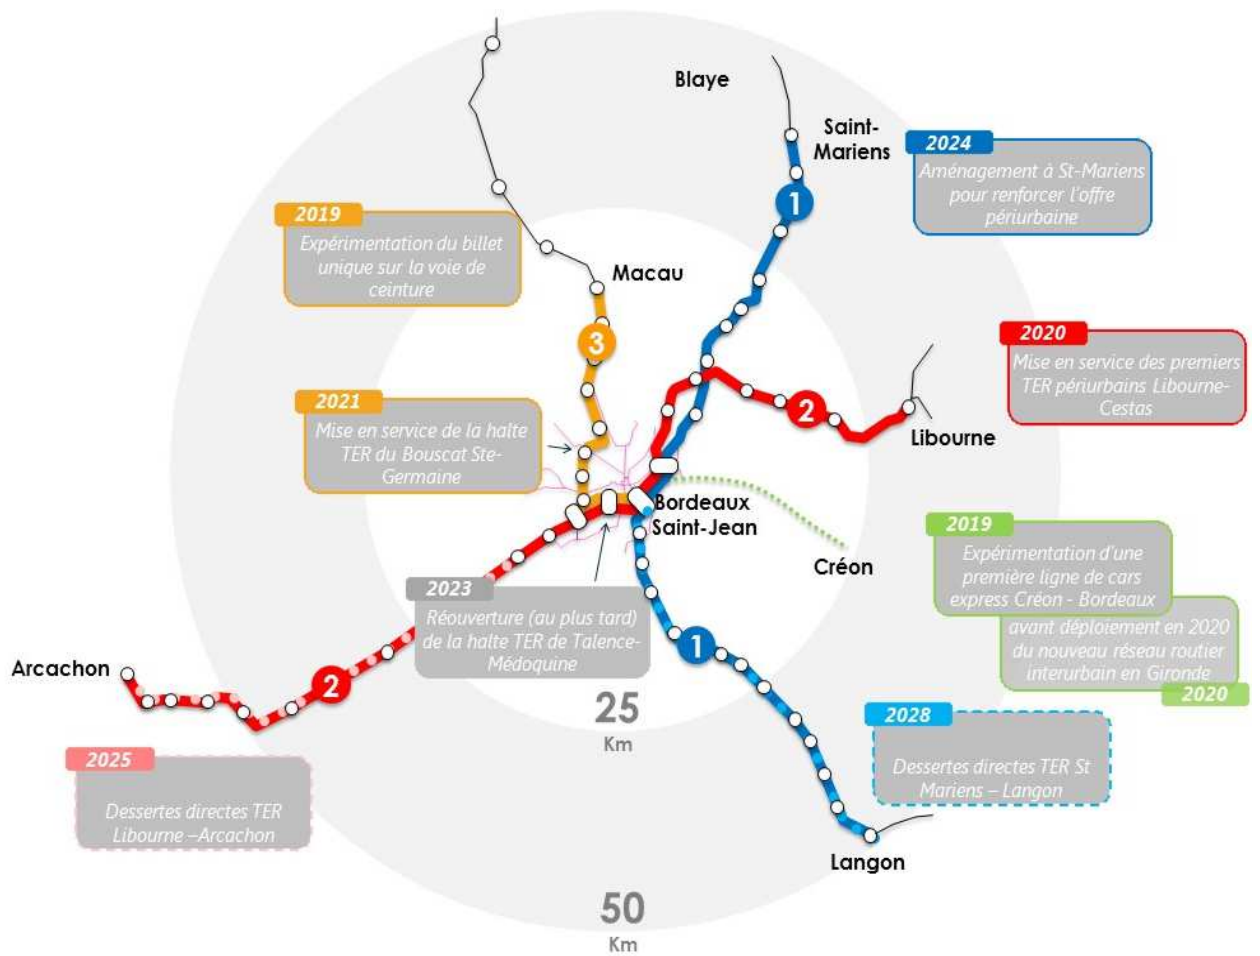 Blaye
Saint-
Mariens
2024
Aménagement à St-Mariens
pour renforcer l'offre
périurbaine
1
2019
Expérimentation du billet
unique sur la voie de
ceinture
Macau
3
2020
Mise en service des premiers
TER périurbains Libourne-
Cestas
2021
Mise en service de la halte
TER du Bouscat Ste-
Germaine
2
Libourne
Bordeaux
Saint-Jean
Créon
2019
Expérimentation d'une
première ligne de cars
express Créon - Bordeaux
avant déploiement en 2020
du nouveau réseau routier
interurbain en Gironde
2020
2023
Réouverture (au plus tard)
de la halte TER de Talence-
Médoquine
1
Arcachon
2
25
Km
2028
Dessertes directes TER St
Mariens – Langon
2025
Dessertes directes TER
Libourne –Arcachon
Langon
50
Km